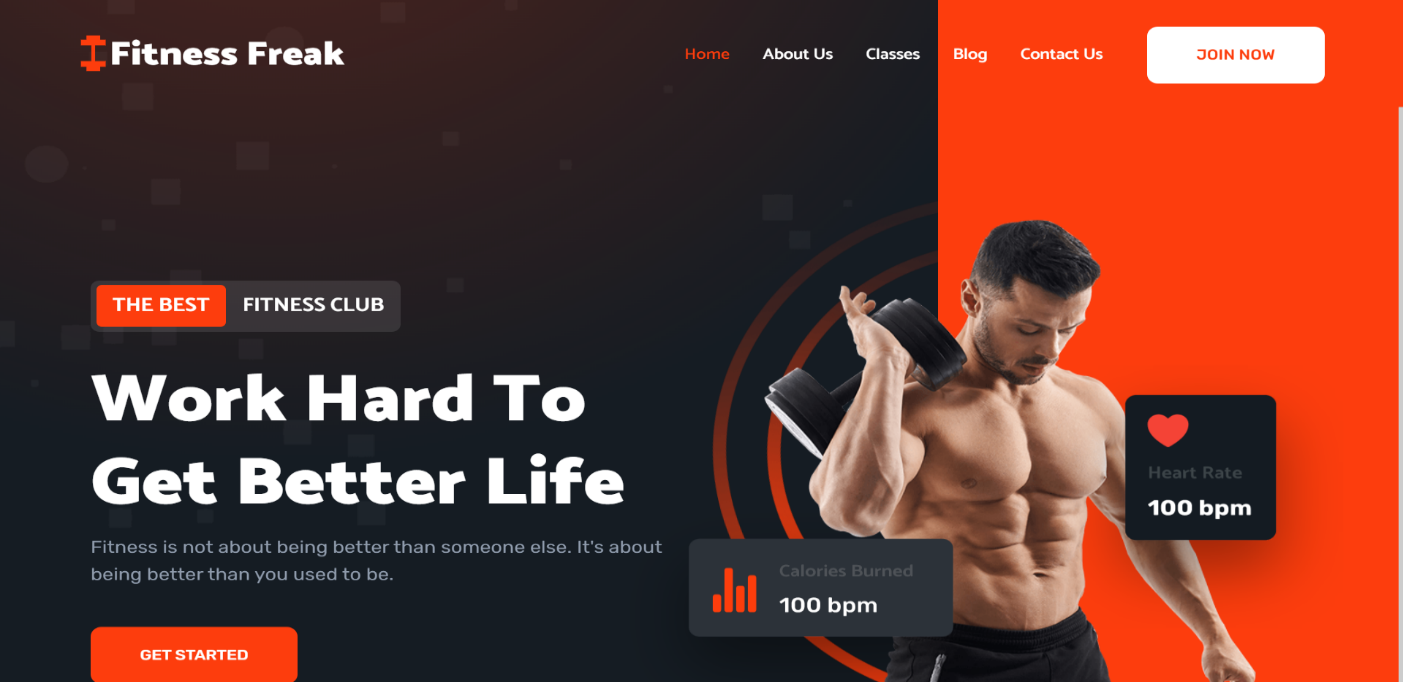 Fitness Freak
Home About Us Classes Blog Contact Us JOIN NOW
THE BEST FITNESS CLUB
Work Hard To
Get Better Life
Fitness is not about being better than someone else. It's about
being better than you used to be.
GET STARTED
Heart Rate
100 bpm
Calories Burned
100 bpm